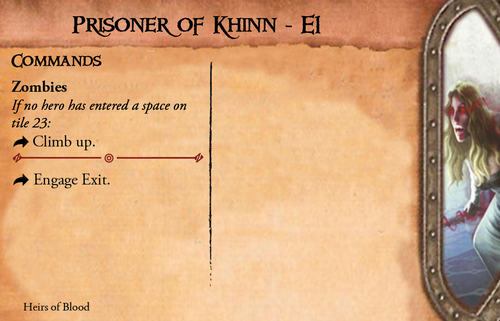 Prisoner of Khinn - E1
Commands
Zombies
If no hero has entered a space on
tile 23:
Climb up.
Engage Exit.
Heirs of Blood